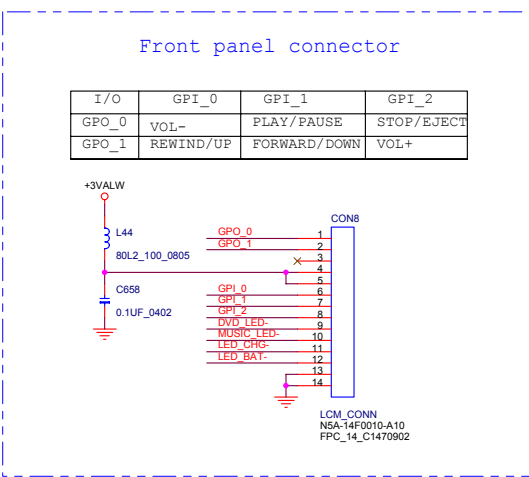 Front panel connector
I/O GPI_0 GPI_1 GPI_2
GPO_0 VOL- PLAY/PAUSE STOP/EJECT
GPO_1 REWIND/UP FORWARD/DOWN VOL+
+3VALW
L44
80L2_100_0805
C658
0.1UF_0402
CON8
GPO_0 1
GPO_1 2
3
4
5
GPI_0 6
GPI_1 7
GPI_2 8
DVD_LED- 9
MUSIC_LED- 10
LED_CHG- 11
LED_BAT- 12
13
14
LCM_CONN
N5A-14F0010-A10
FPC_14_C1470902